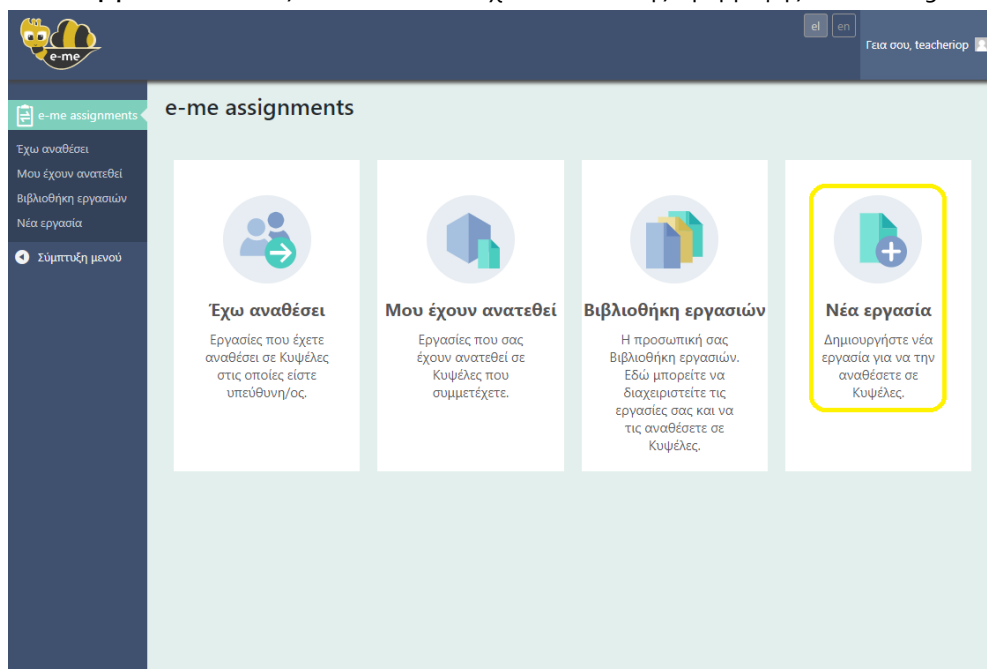 e-me
el en
Γεια σου, teacheriop
e-me assignments
Έχω αναθέσει
Μου έχουν ανατεθεί
Βιβλιοθήκη εργασιών
Νέα εργασία
Σύμπτυξη μενού
e-me assignments
Έχω αναθέσει
Εργασίες που έχετε
αναθέσει σε Κυψέλες
στις οποίες είστε
υπεύθυνη/ος.
Μου έχουν ανατεθεί
Εργασίες που σας
έχουν ανατεθεί σε
Κυψέλες που
συμμετέχετε.
Βιβλιοθήκη εργασιών
Η προσωπική σας
Βιβλιοθήκη εργασιών.
Εδώ μπορείτε να
διαχειριστείτε τις
εργασίες σας και να
τις αναθέσετε σε
Κυψέλες.
Νέα εργασία
Δημιουργήστε νέα
εργασία για να την
αναθέσετε σε
Κυψέλες.